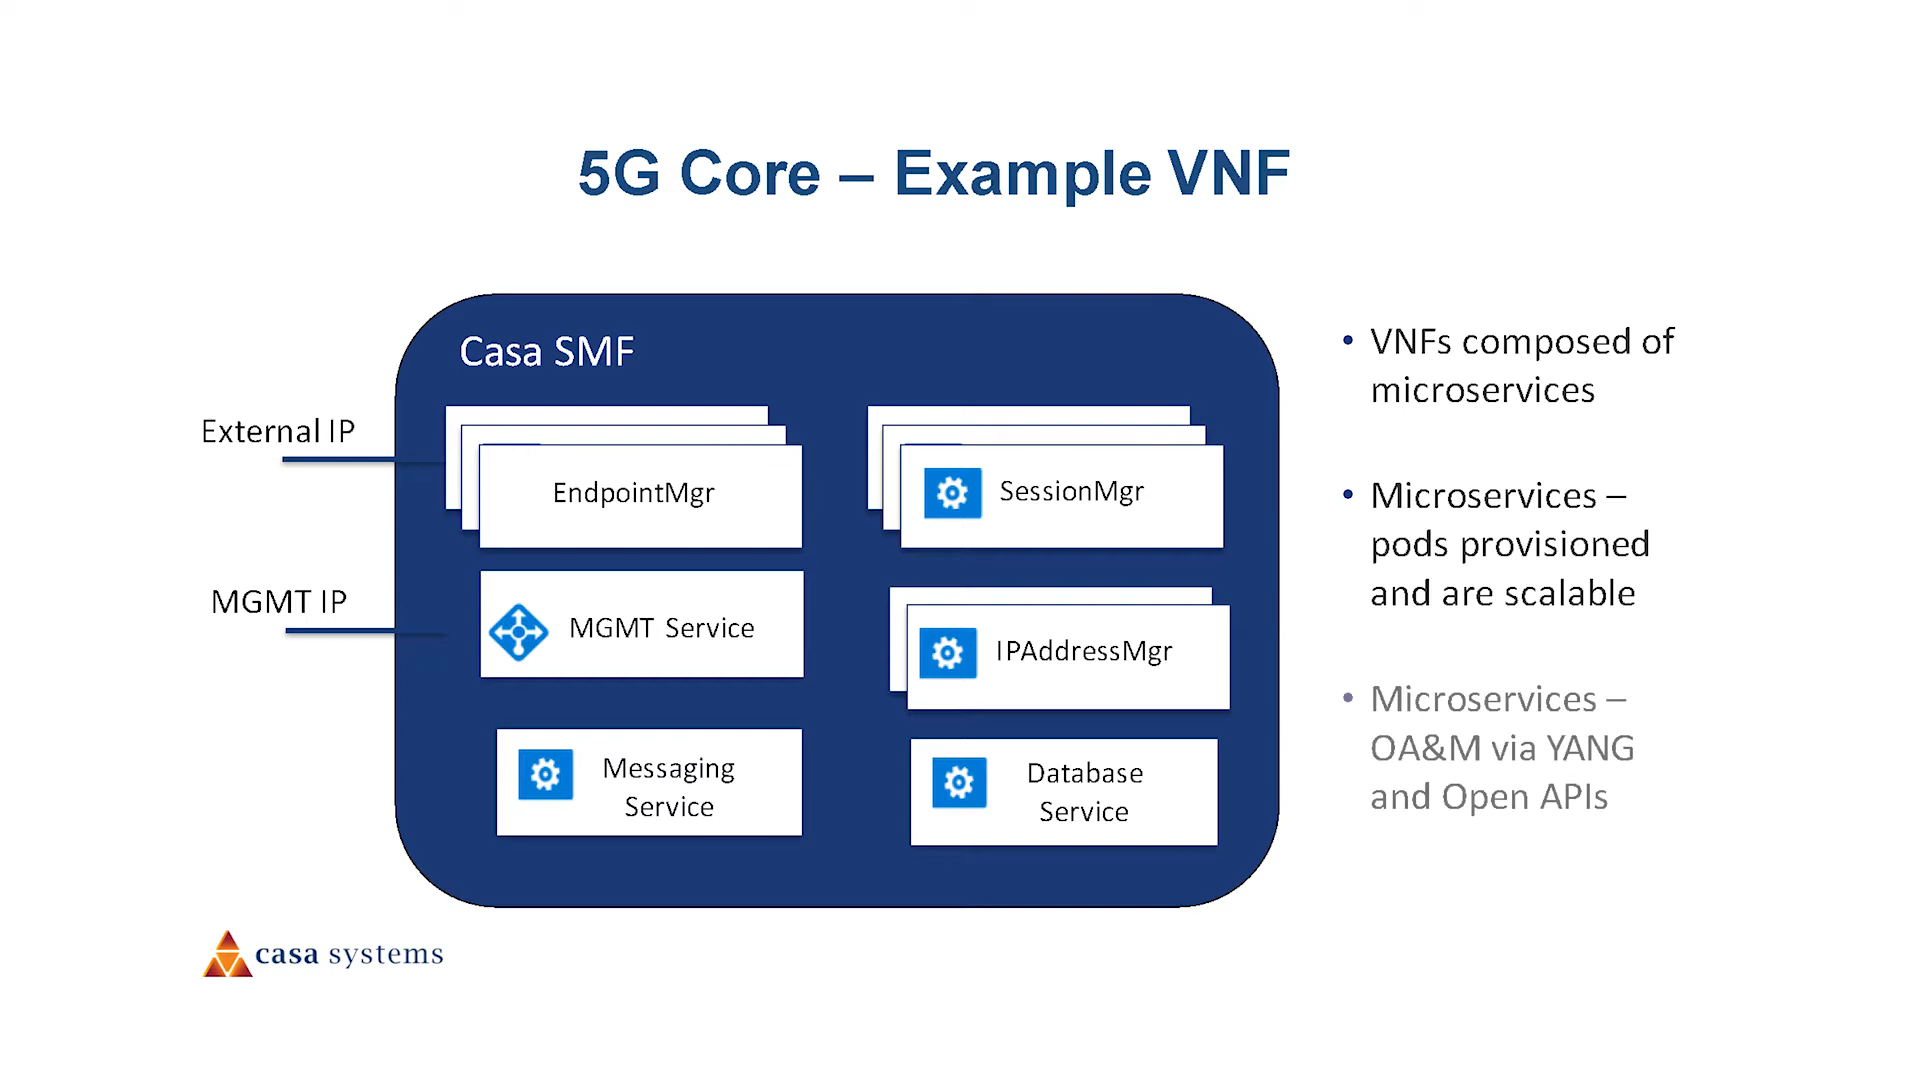 5G Core – Example VNF
Casa SMF
External IP
EndpointMgr
SessionMgr
MGMT IP
MGMT Service
IPAddressMgr
Messaging
Service
Database
Service
• VNFs composed of
microservices
• Microservices –
pods provisioned
and are scalable
• Microservices –
OA&M via YANG
and Open APIs
casa systems